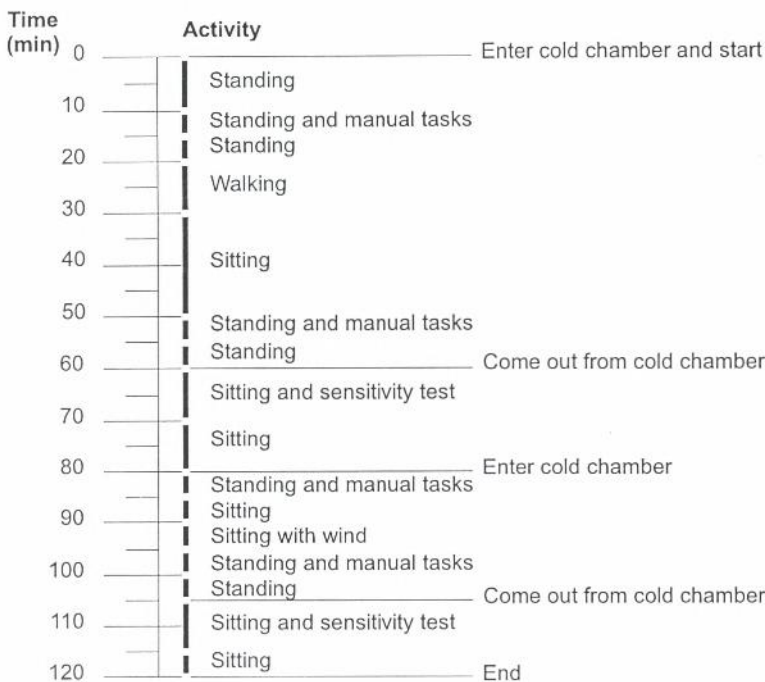 Time
(min)
Activity
0
Enter cold chamber and start
Standing
10
Standing and manual tasks
Standing
20
Walking
30
40
Sitting
50
Standing and manual tasks
Standing
60
Come out from cold chamber
Sitting and sensitivity test
70
Sitting
80
Enter cold chamber
Standing and manual tasks
Sitting
90
Sitting with wind
Standing and manual tasks
100
Standing
Come out from cold chamber
110
Sitting and sensitivity test
Sitting
120
End